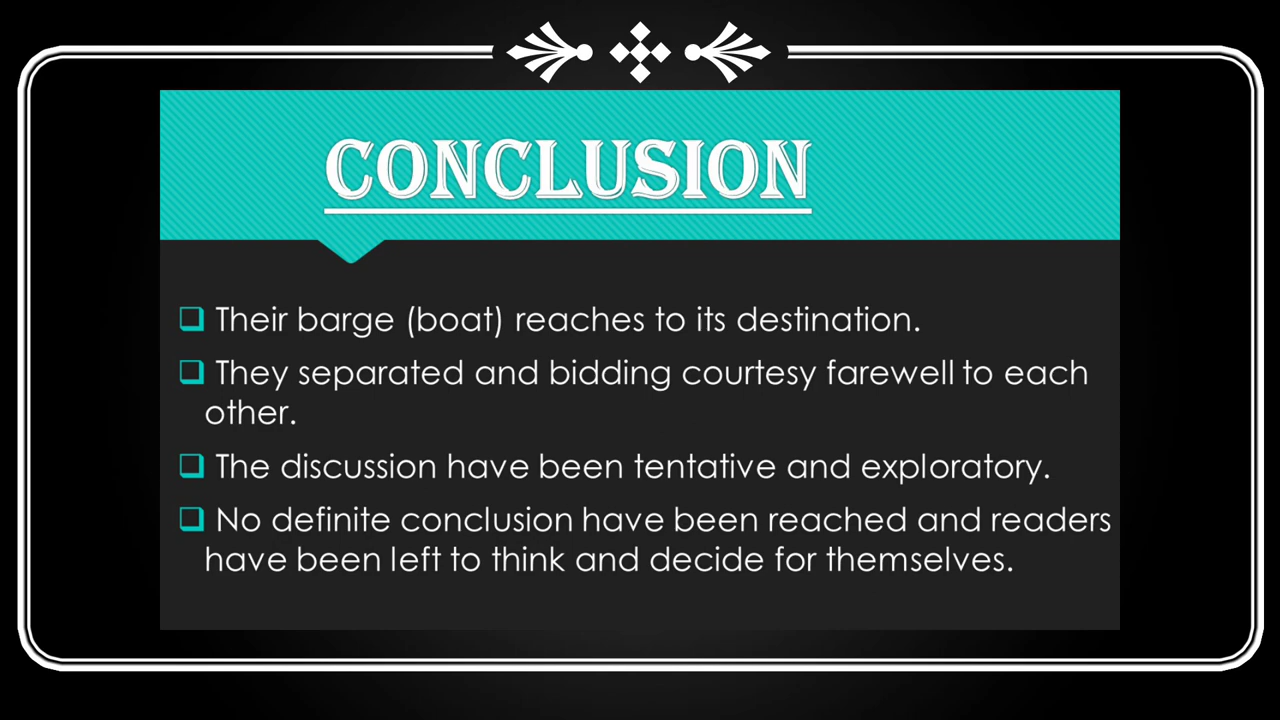 CONCLUSION
Their barge (boat) reaches to its destination.
They separated and bidding courtesy farewell to each
other.
The discussion have been tentative and exploratory.
No definite conclusion have been reached and readers
have been left to think and decide for themselves.